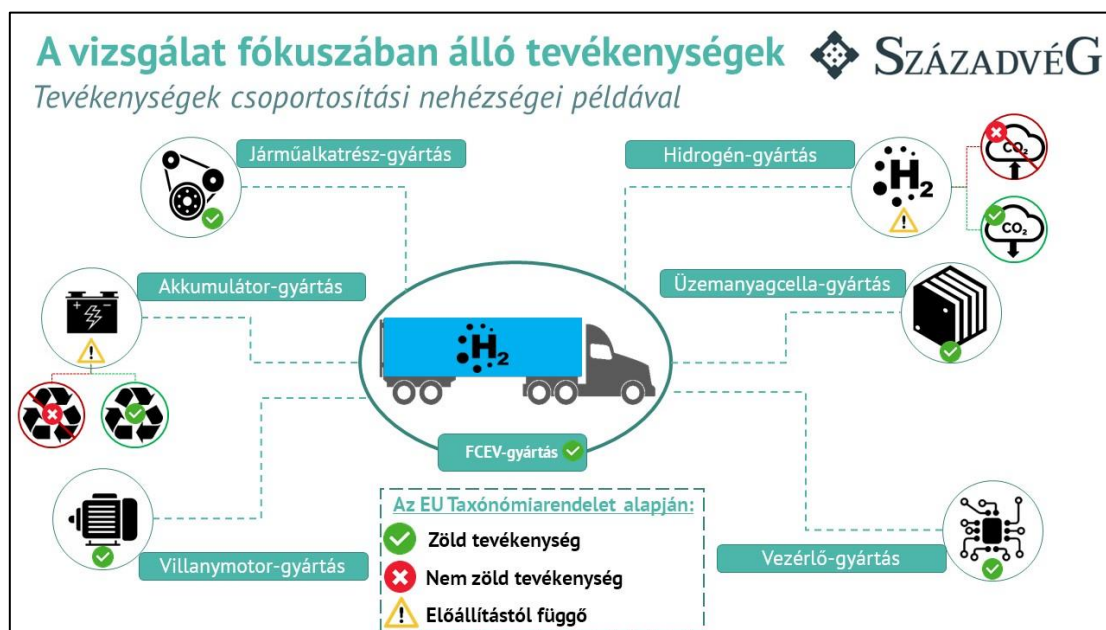 A vizsgálat fókuszában álló tevékenységek
SZÁZADVÉG
Tevékenységek csoportosítási nehézségei példával
Járműalkatrész-gyártás
Hidrogén-gyártás
H2
CO₂
CO₂
Akkumulátor-gyártás
Üzemanyagcella-gyártás
H2
FCEV-gyártás
Villanymotor-gyártás
Vezérlő-gyártás
Az EU Taxónómiarendelet alapján:
Zöld tevékenység
Nem zöld tevékenység
Előállítástól függő